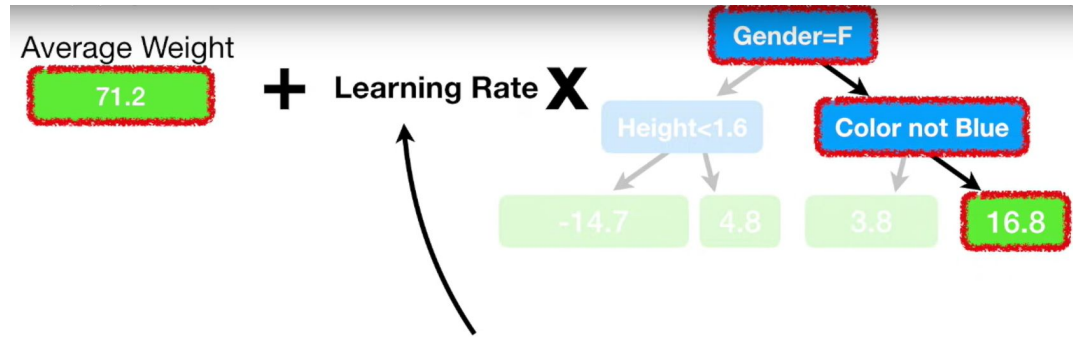 Average Weight
71.2
+ Learning Rate X
Gender=F
Height<1.6
Color not Blue
-14.7
4.8
3.8
16.8